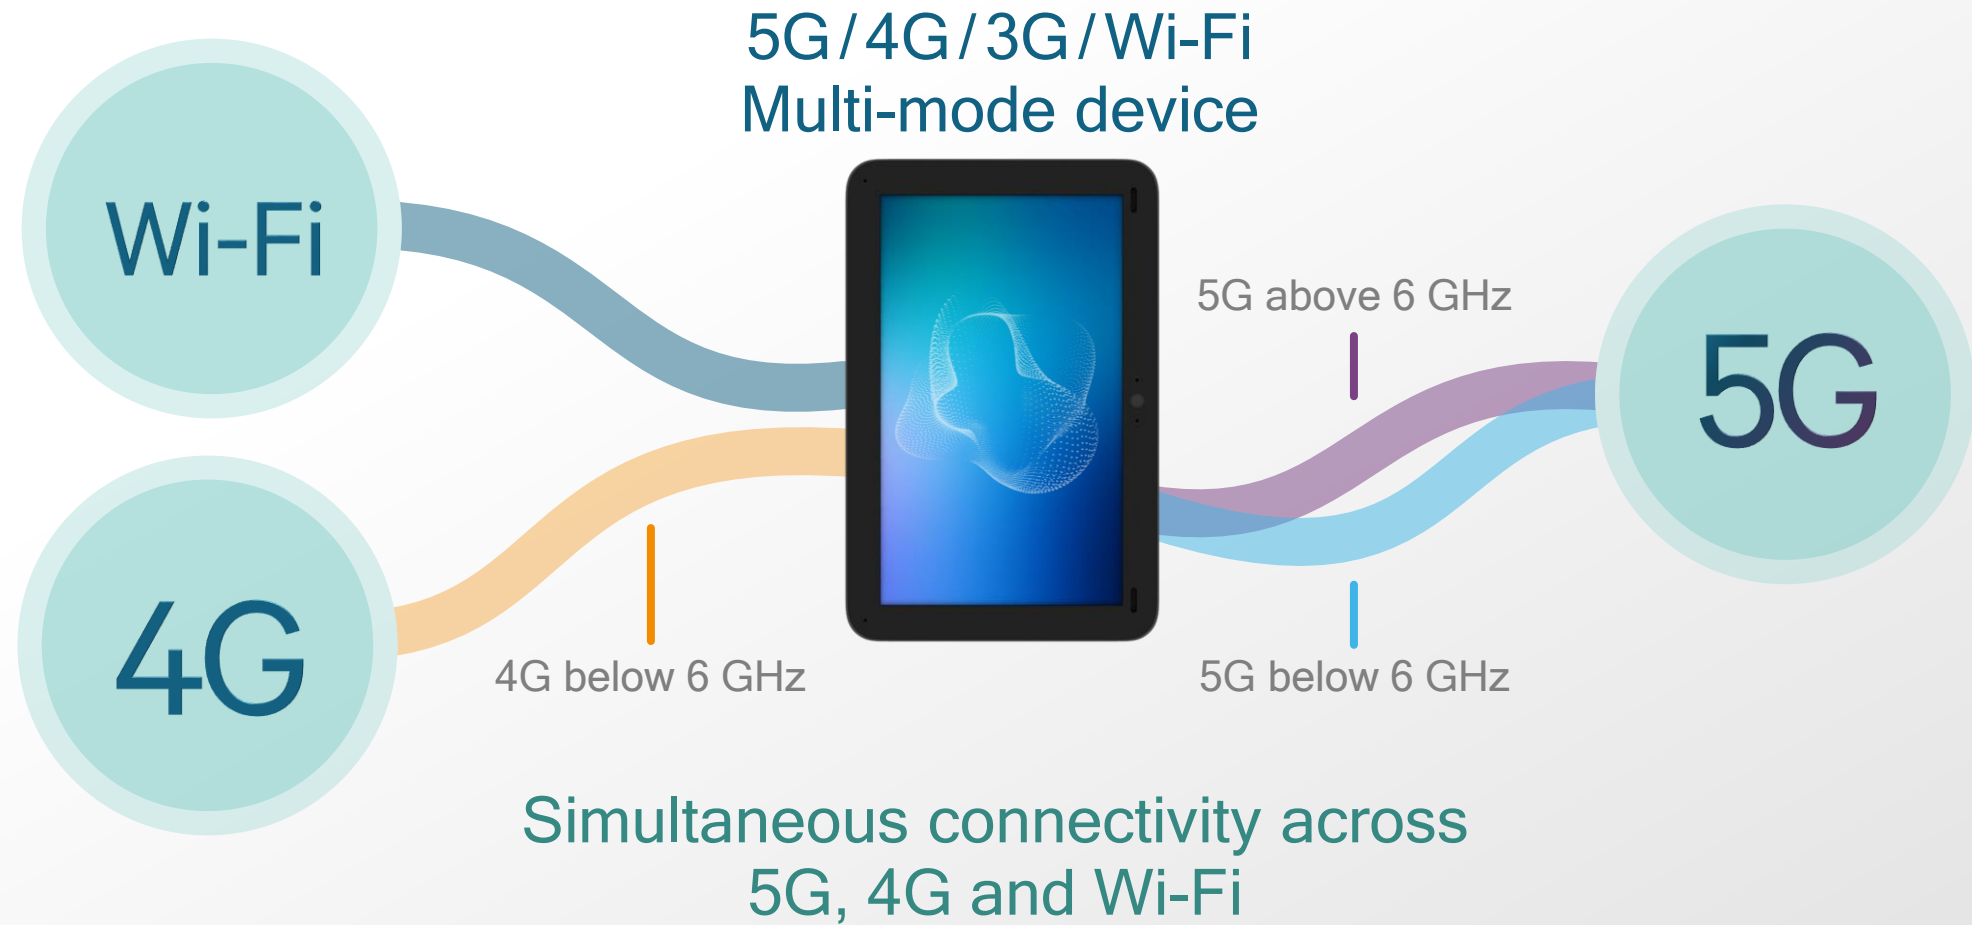 5G/4G/3G/Wi-Fi
Multi-mode device
Wi-Fi
5G above 6 GHz
5G
4G
4G below 6 GHz
5G below 6 GHz
Simultaneous connectivity across
5G, 4G and Wi-Fi